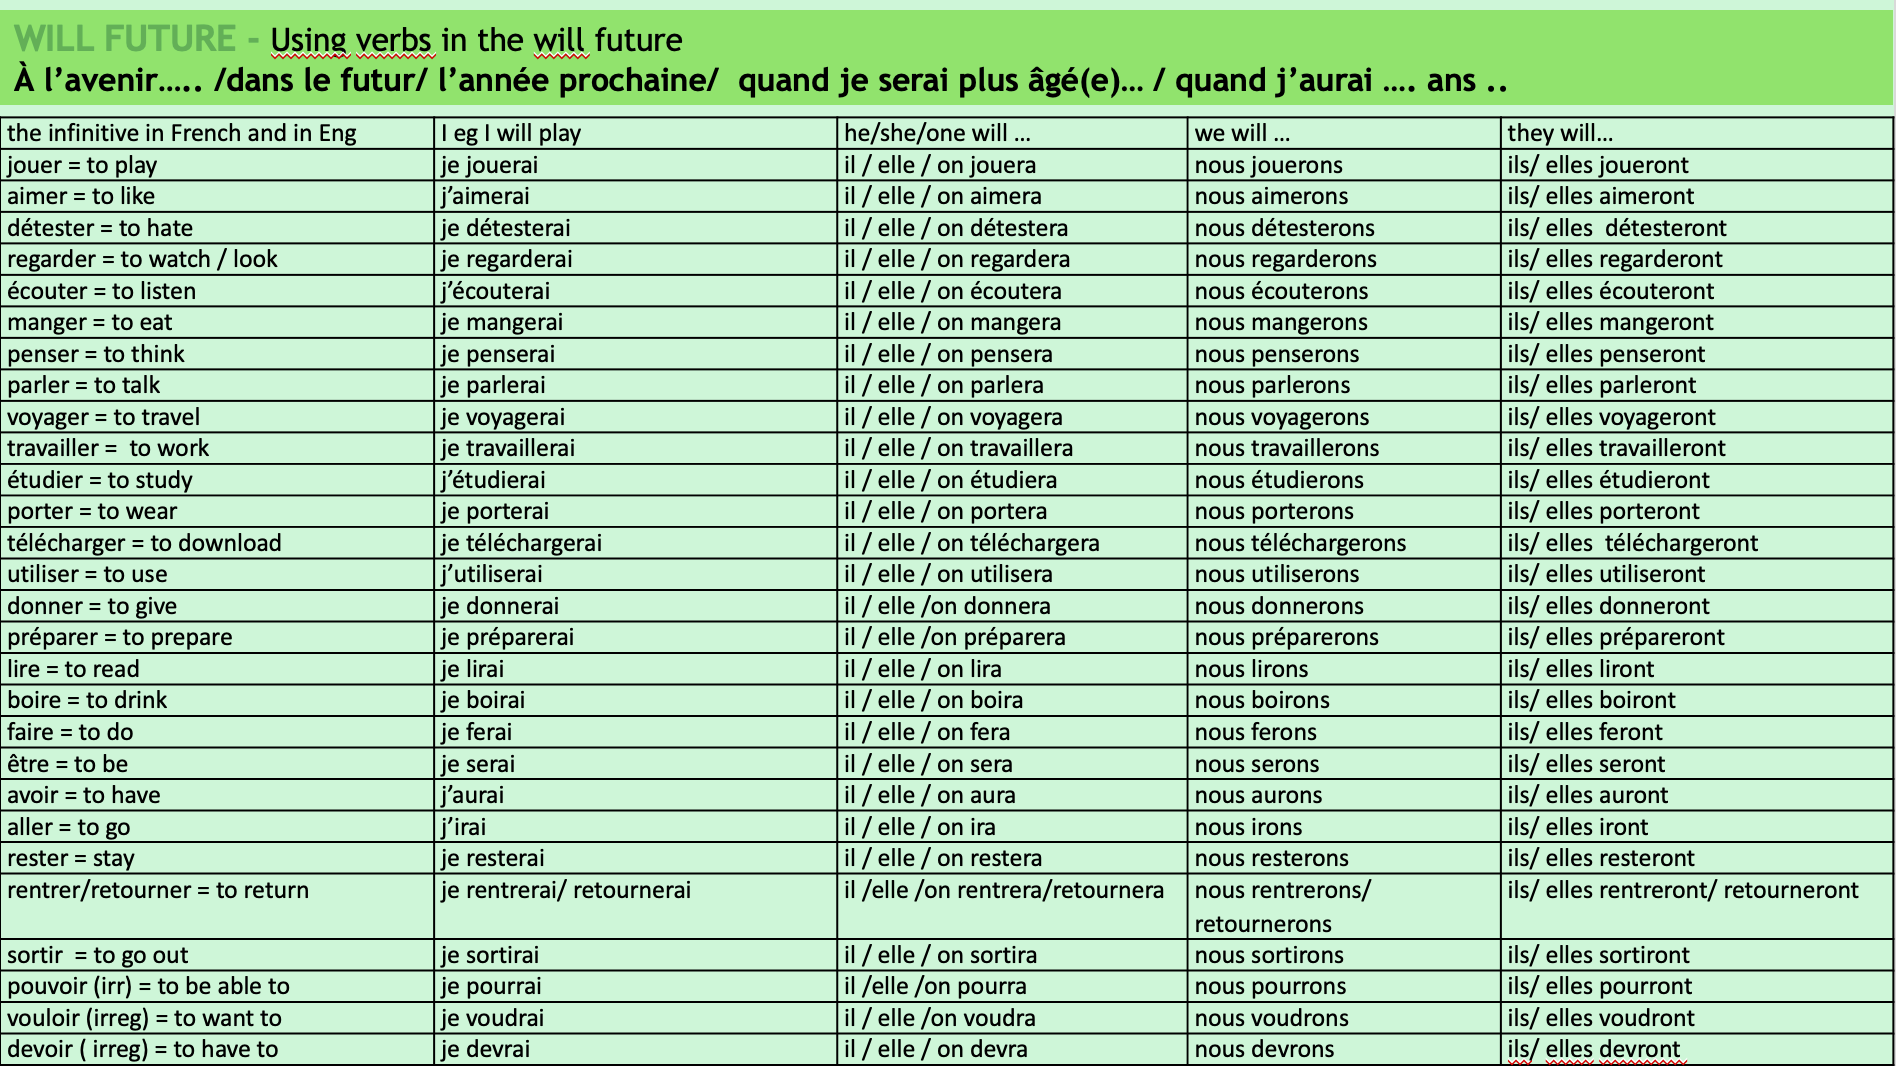 WILL FUTURE - Using verbs in the will future
À l’avenir….. /dans le futur/ l’année prochaine/ quand je serai plus âgé(e)… / quand j’aurai …. ans ..
the infinitive in French and in Eng I eg I will play he/she/one will … we will … they will…
jouer = to play je jouerai il / elle / on jouera nous jouerons ils/ elles joueront
aimer = to like j’aimerai il / elle / on aimera nous aimerons ils/ elles aimeront
détester = to hate je détesterai il / elle / on détestera nous détesterons ils/ elles détesteront
regarder = to watch / look je regarderai il / elle / on regardera nous regarderons ils/ elles regarderont
écouter = to listen j’écouterai il / elle / on écoutera nous écouterons ils/ elles écouteront
manger = to eat je mangerai il / elle / on mangera nous mangerons ils/ elles mangeront
penser = to think je penserai il / elle / on pensera nous penserons ils/ elles penseront
parler = to talk je parlerai il / elle / on parlera nous parlerons ils/ elles parleront
voyager = to travel je voyagerai il / elle / on voyagera nous voyagerons ils/ elles voyageront
travailler = to work je travaillerai il / elle / on travaillera nous travaillerons ils/ elles travailleront
étudier = to study j’étudierai il / elle / on étudiera nous étudierons ils/ elles étudieront
porter = to wear je porterai il / elle / on portera nous porterons ils/ elles porteront
télécharger = to download je téléchargerai il / elle / on téléchargera nous téléchargerons ils/ elles téléchargeront
utiliser = to use j’utiliserai il / elle / on utilisera nous utiliserons ils/ elles utiliseront
donner = to give je donnerai il / elle /on donnera nous donnerons ils/ elles donneront
préparer = to prepare je préparerai il / elle /on préparera nous préparerons ils/ elles prépareront
lire = to read je lirai il / elle / on lira nous lirons ils/ elles liront
boire = to drink je boirai il / elle / on boira nous boirons ils/ elles boiront
faire = to do je ferai il / elle / on fera nous ferons ils/ elles feront
être = to be je serai il / elle / on sera nous serons ils/ elles seront
avoir = to have j’aurai il / elle / on aura nous aurons ils/ elles auront
aller = to go j’irai il / elle / on ira nous irons ils/ elles iront
rester = stay je resterai il / elle / on restera nous resterons ils/ elles resteront
rentrer/retourner = to return je rentrerai/ retournerai il /elle /on rentrera/retournera nous rentrerons/ ils/ elles rentreront/ retourneront
retournerons
sortir = to go out je sortirai il / elle / on sortira nous sortirons ils/ elles sortiront
pouvoir (irr) = to be able to je pourrai il /elle /on pourra nous pourrons ils/ elles pourront
vouloir (irreg) = to want to je voudrai il / elle /on voudra nous voudrons ils/ elles voudront
devoir ( irreg) = to have to je devrai il / elle / on devra nous devrons ils/ elles devront